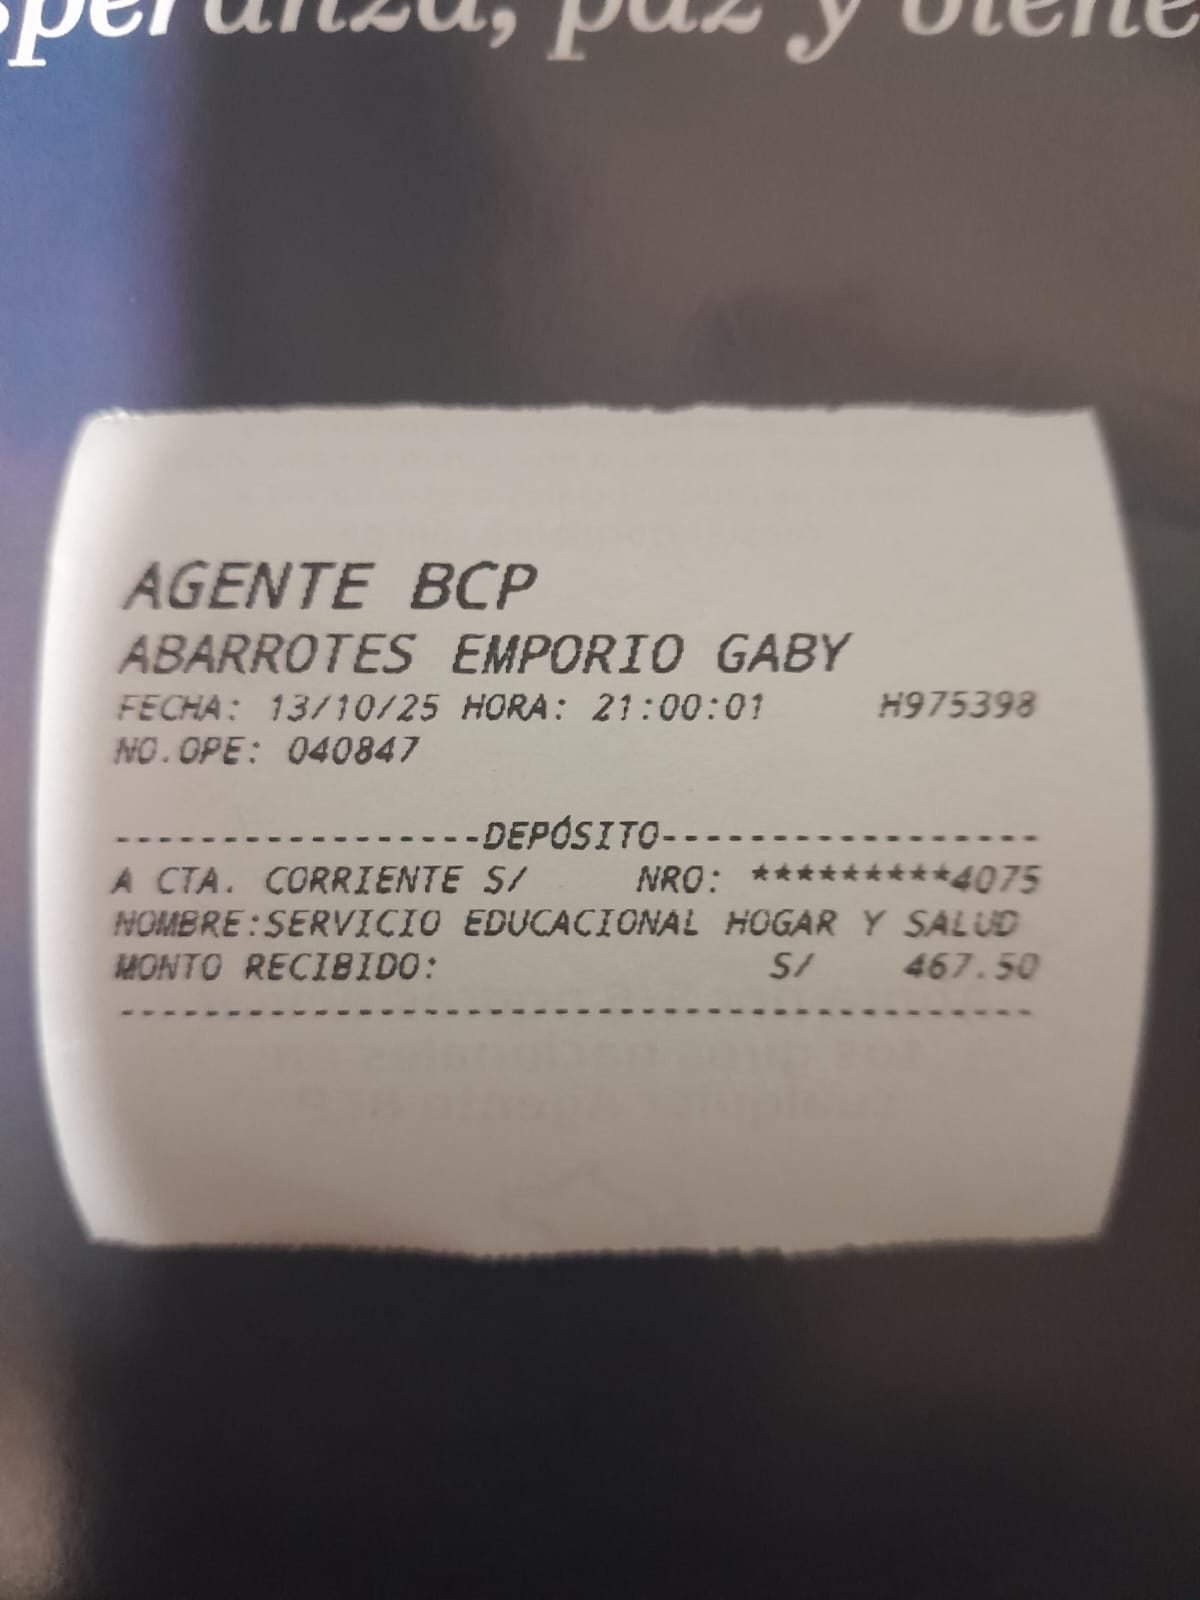 speranza, paz y biene
AGENTE BCP
ABARROTES EMPORIO GABY
FECHA: 13/10/25 HORA: 21:00:01 H975398
NO.OPE: 040847
-----------------DEPÓSITO-----------------
A CTA. CORRIENTE S/ NRO: *********4075
NOMBRE:SERVICIO EDUCACIONAL HOGAR Y SALUD
MONTO RECIBIDO: S/ 467.50
------------------------------------------